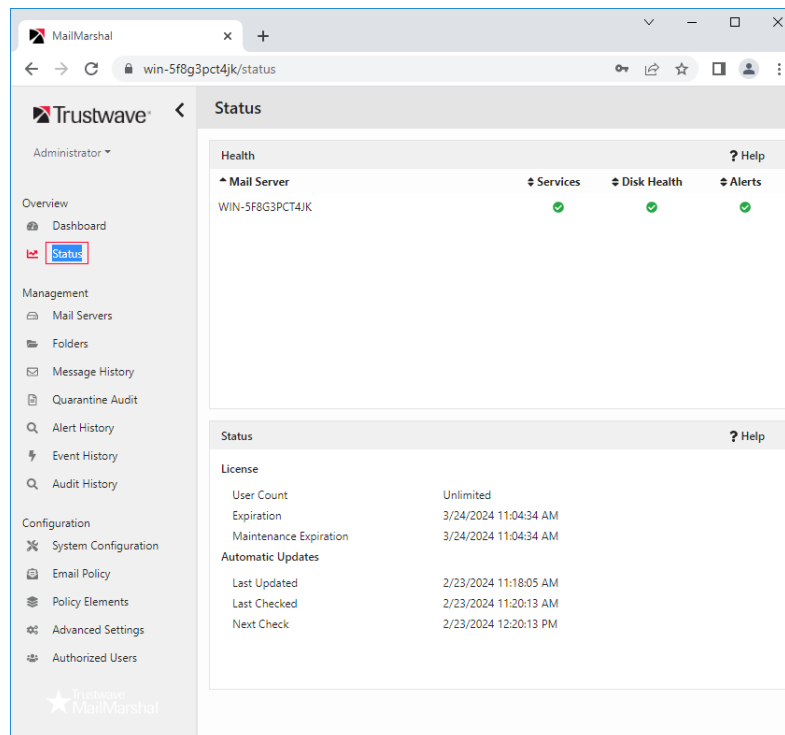 MailMarshal
win-5f8g3pct4jk/status
Trustwave
Administrator
Overview
Dashboard
Status
Management
Mail Servers
Folders
Message History
Quarantine Audit
Alert History
Event History
Audit History
Configuration
System Configuration
Email Policy
Policy Elements
Advanced Settings
Authorized Users
Trustwave
MailMarshal
Status
Health ? Help
Mail Server Services Disk Health Alerts
WIN-5F8G3PCT4JK
Status ? Help
License
User Count Unlimited
Expiration 3/24/2024 11:04:34 AM
Maintenance Expiration 3/24/2024 11:04:34 AM
Automatic Updates
Last Updated 2/23/2024 11:18:05 AM
Last Checked 2/23/2024 11:20:13 AM
Next Check 2/23/2024 12:20:13 PM